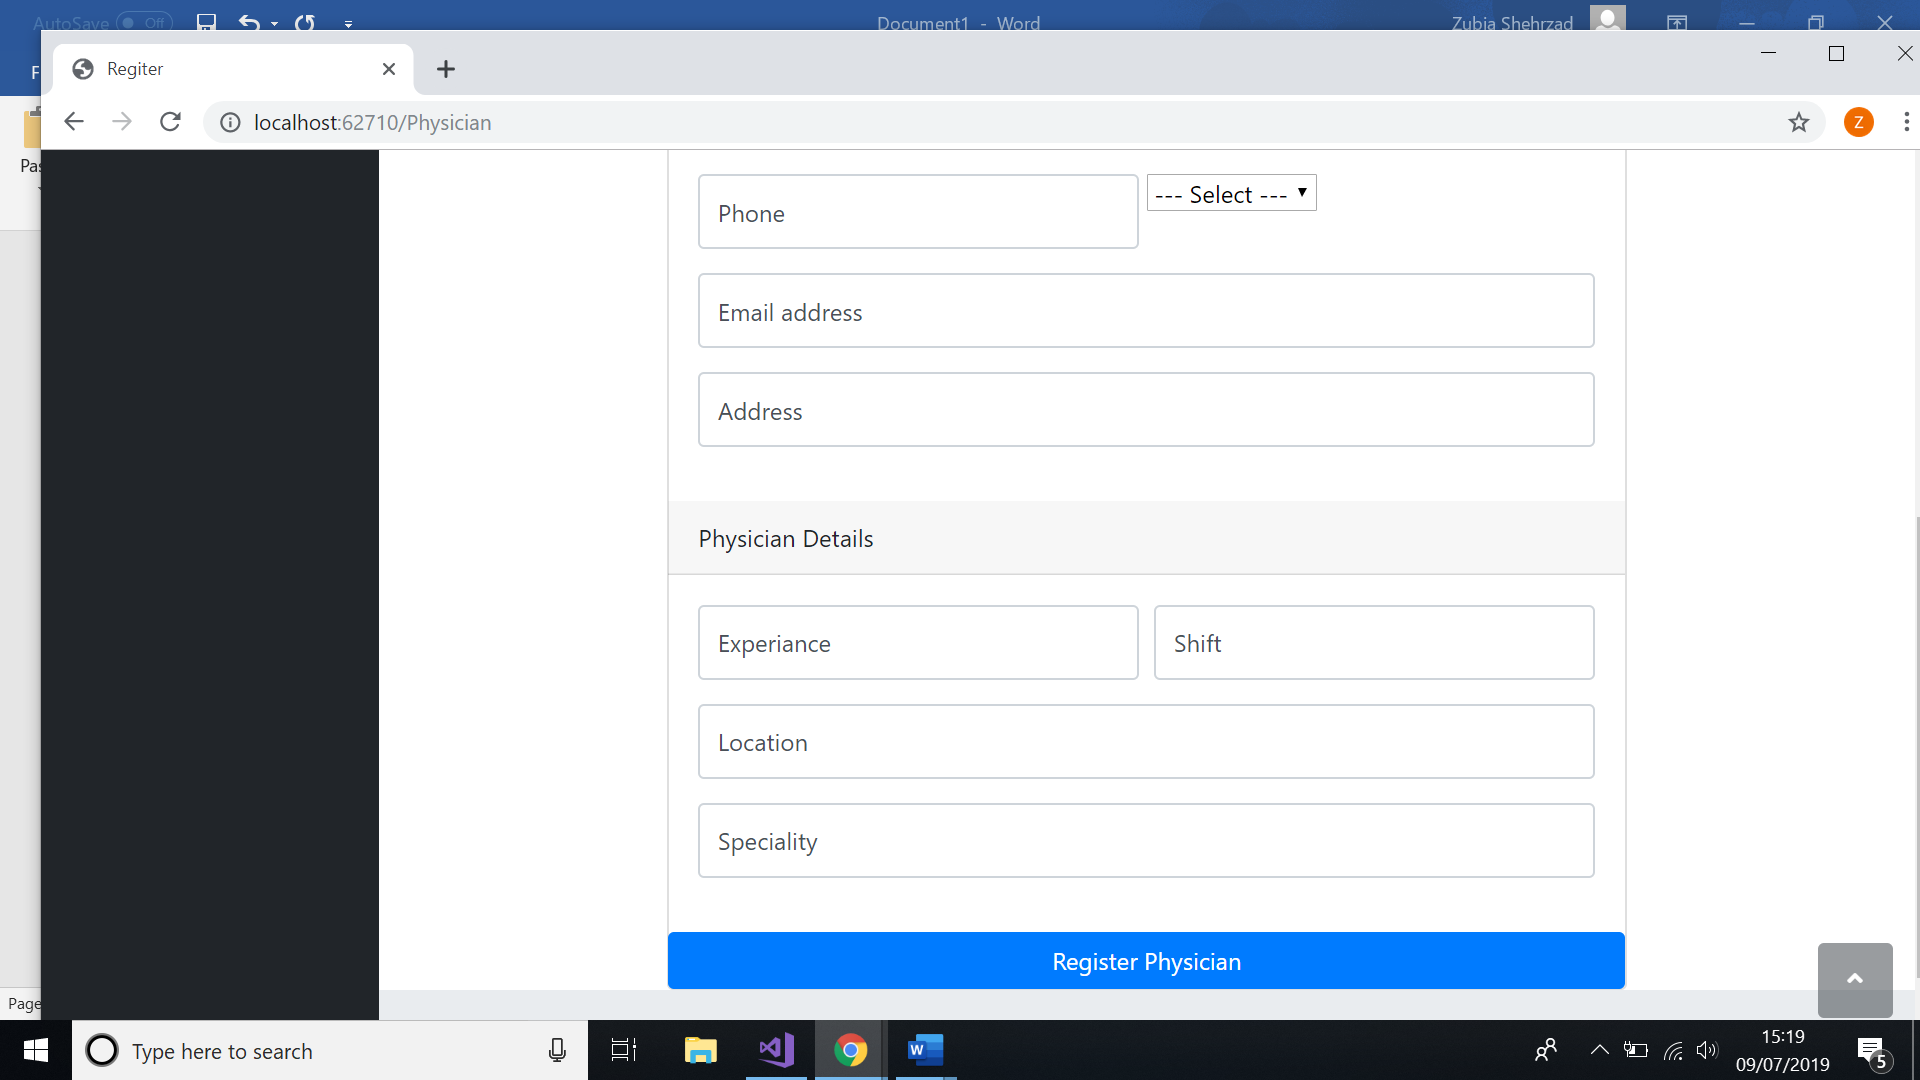 AutoSave Off
Document1 - Word
Zubia Shehrzad
F
Regiter
localhost:62710/Physician
Pas
Phone
--- Select ---
Email address
Address
Physician Details
Experiance
Shift
Location
Speciality
Register Physician
Page
Type here to search
15:19
09/07/2019
5
Z
W